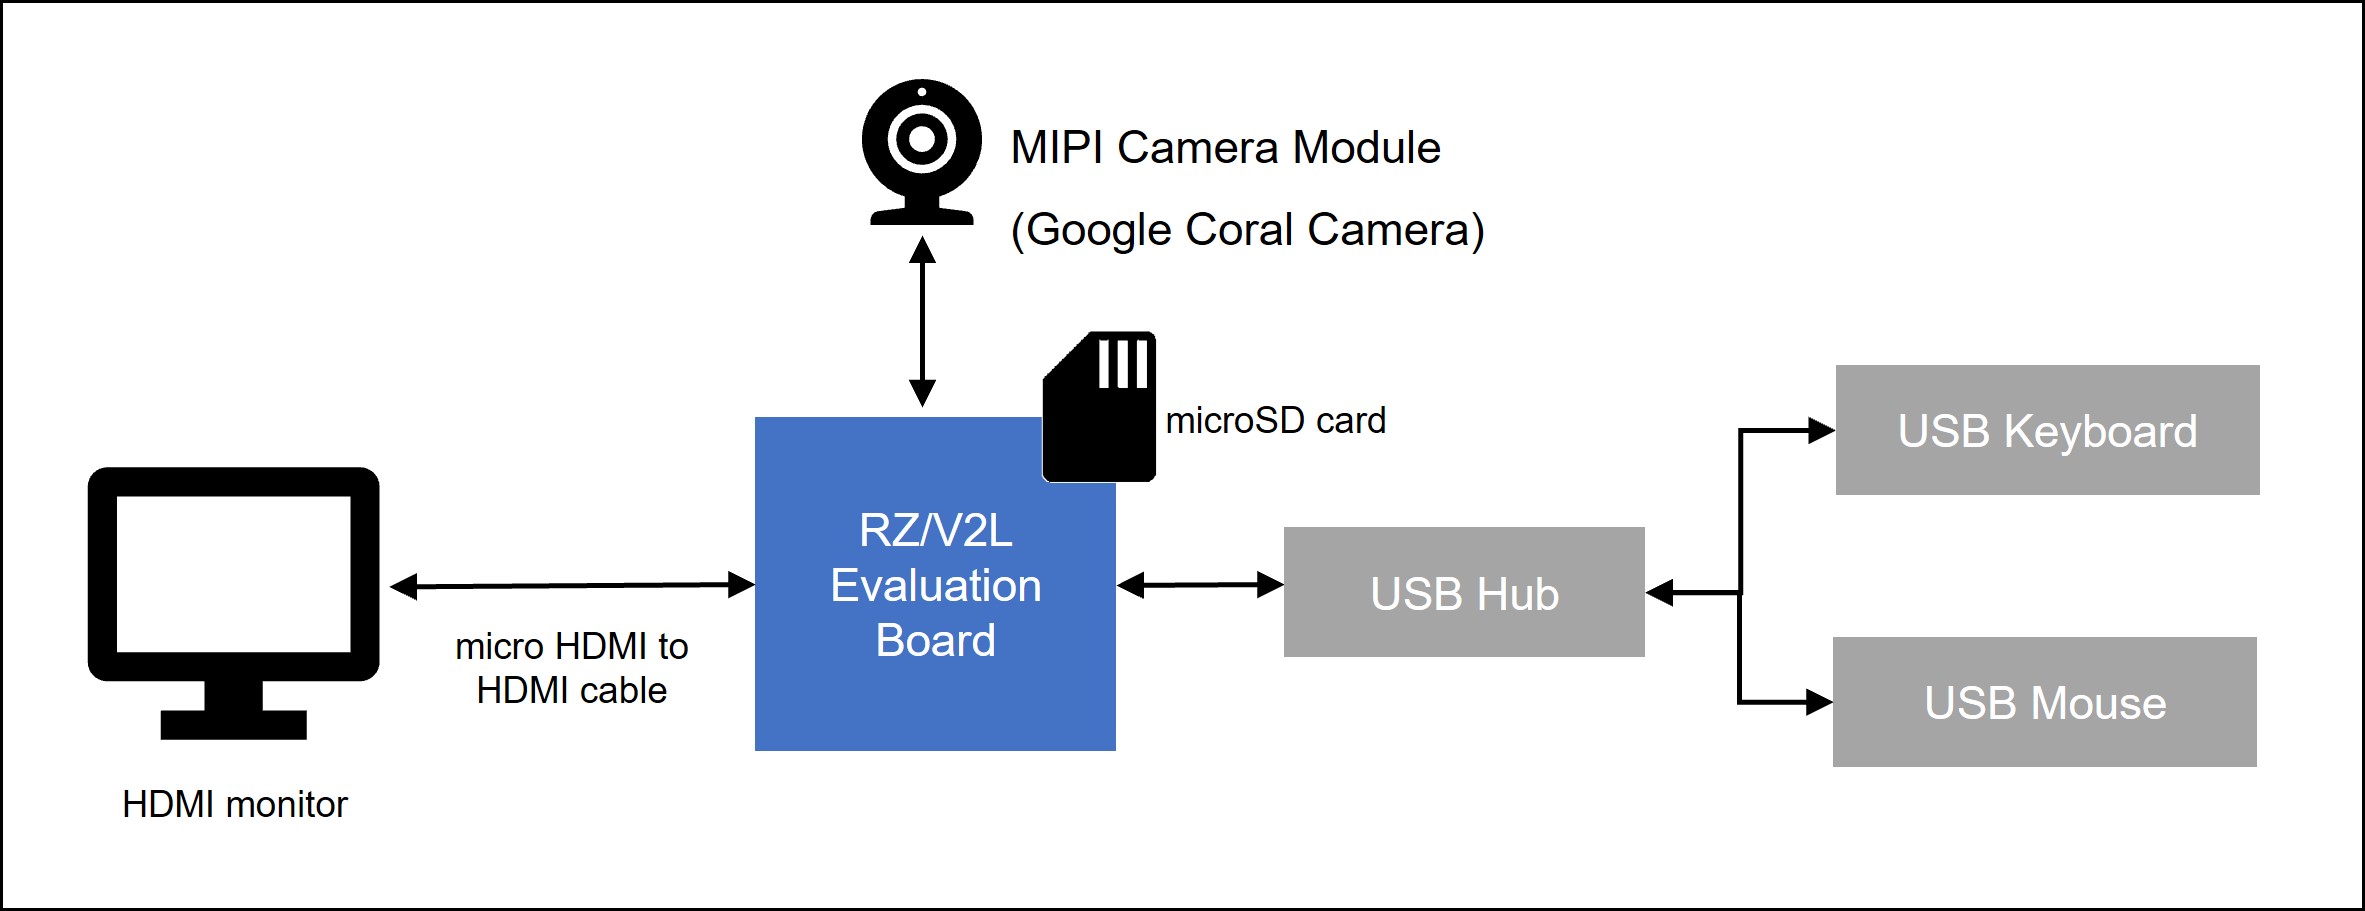 MIPI Camera Module
(Google Coral Camera)
microSD card
USB Keyboard
RZ/V2L
Evaluation
Board
USB Hub
micro HDMI to
HDMI cable
USB Mouse
HDMI monitor